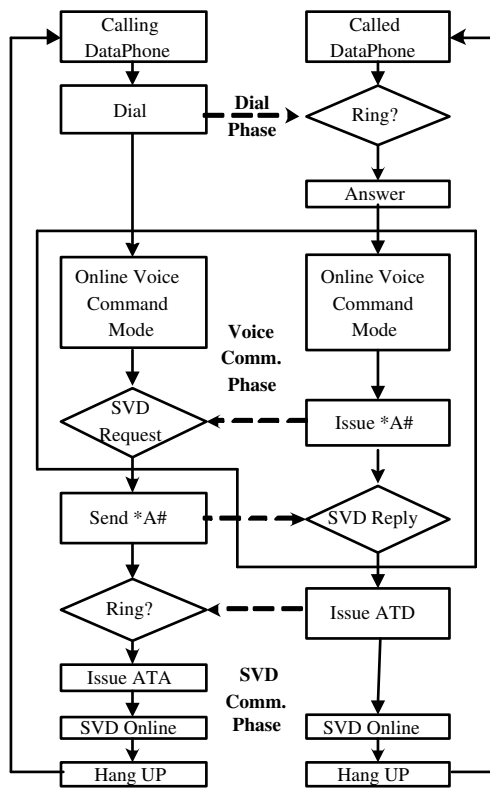 Calling
DataPhone
Called
DataPhone
Dial
Dial
Phase
Ring?
Answer
Online Voice
Command
Mode
Online Voice
Command
Mode
Voice
Comm.
Phase
SVD
Request
Issue *A#
Send *A#
SVD Reply
Ring?
Issue ATD
Issue ATA
SVD
Comm.
Phase
SVD Online
SVD Online
Hang UP
Hang UP